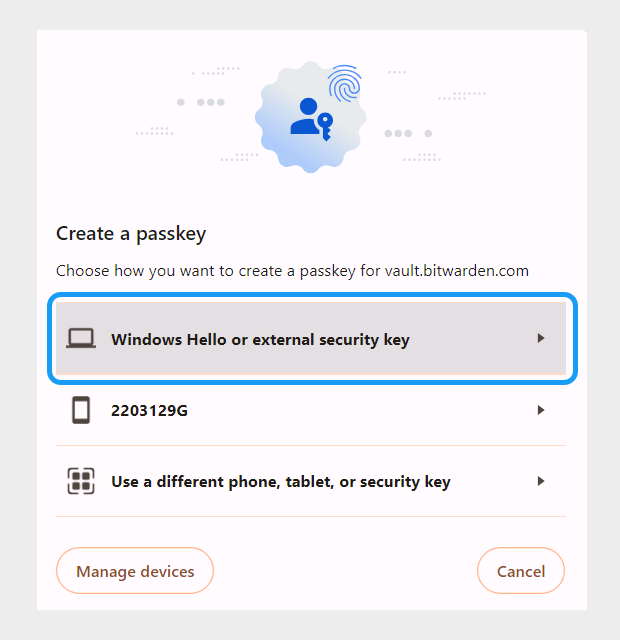 Create a passkey
Choose how you want to create a passkey for vault.bitwarden.com
Windows Hello or external security key
2203129G
Use a different phone, tablet, or security key
Manage devices
Cancel